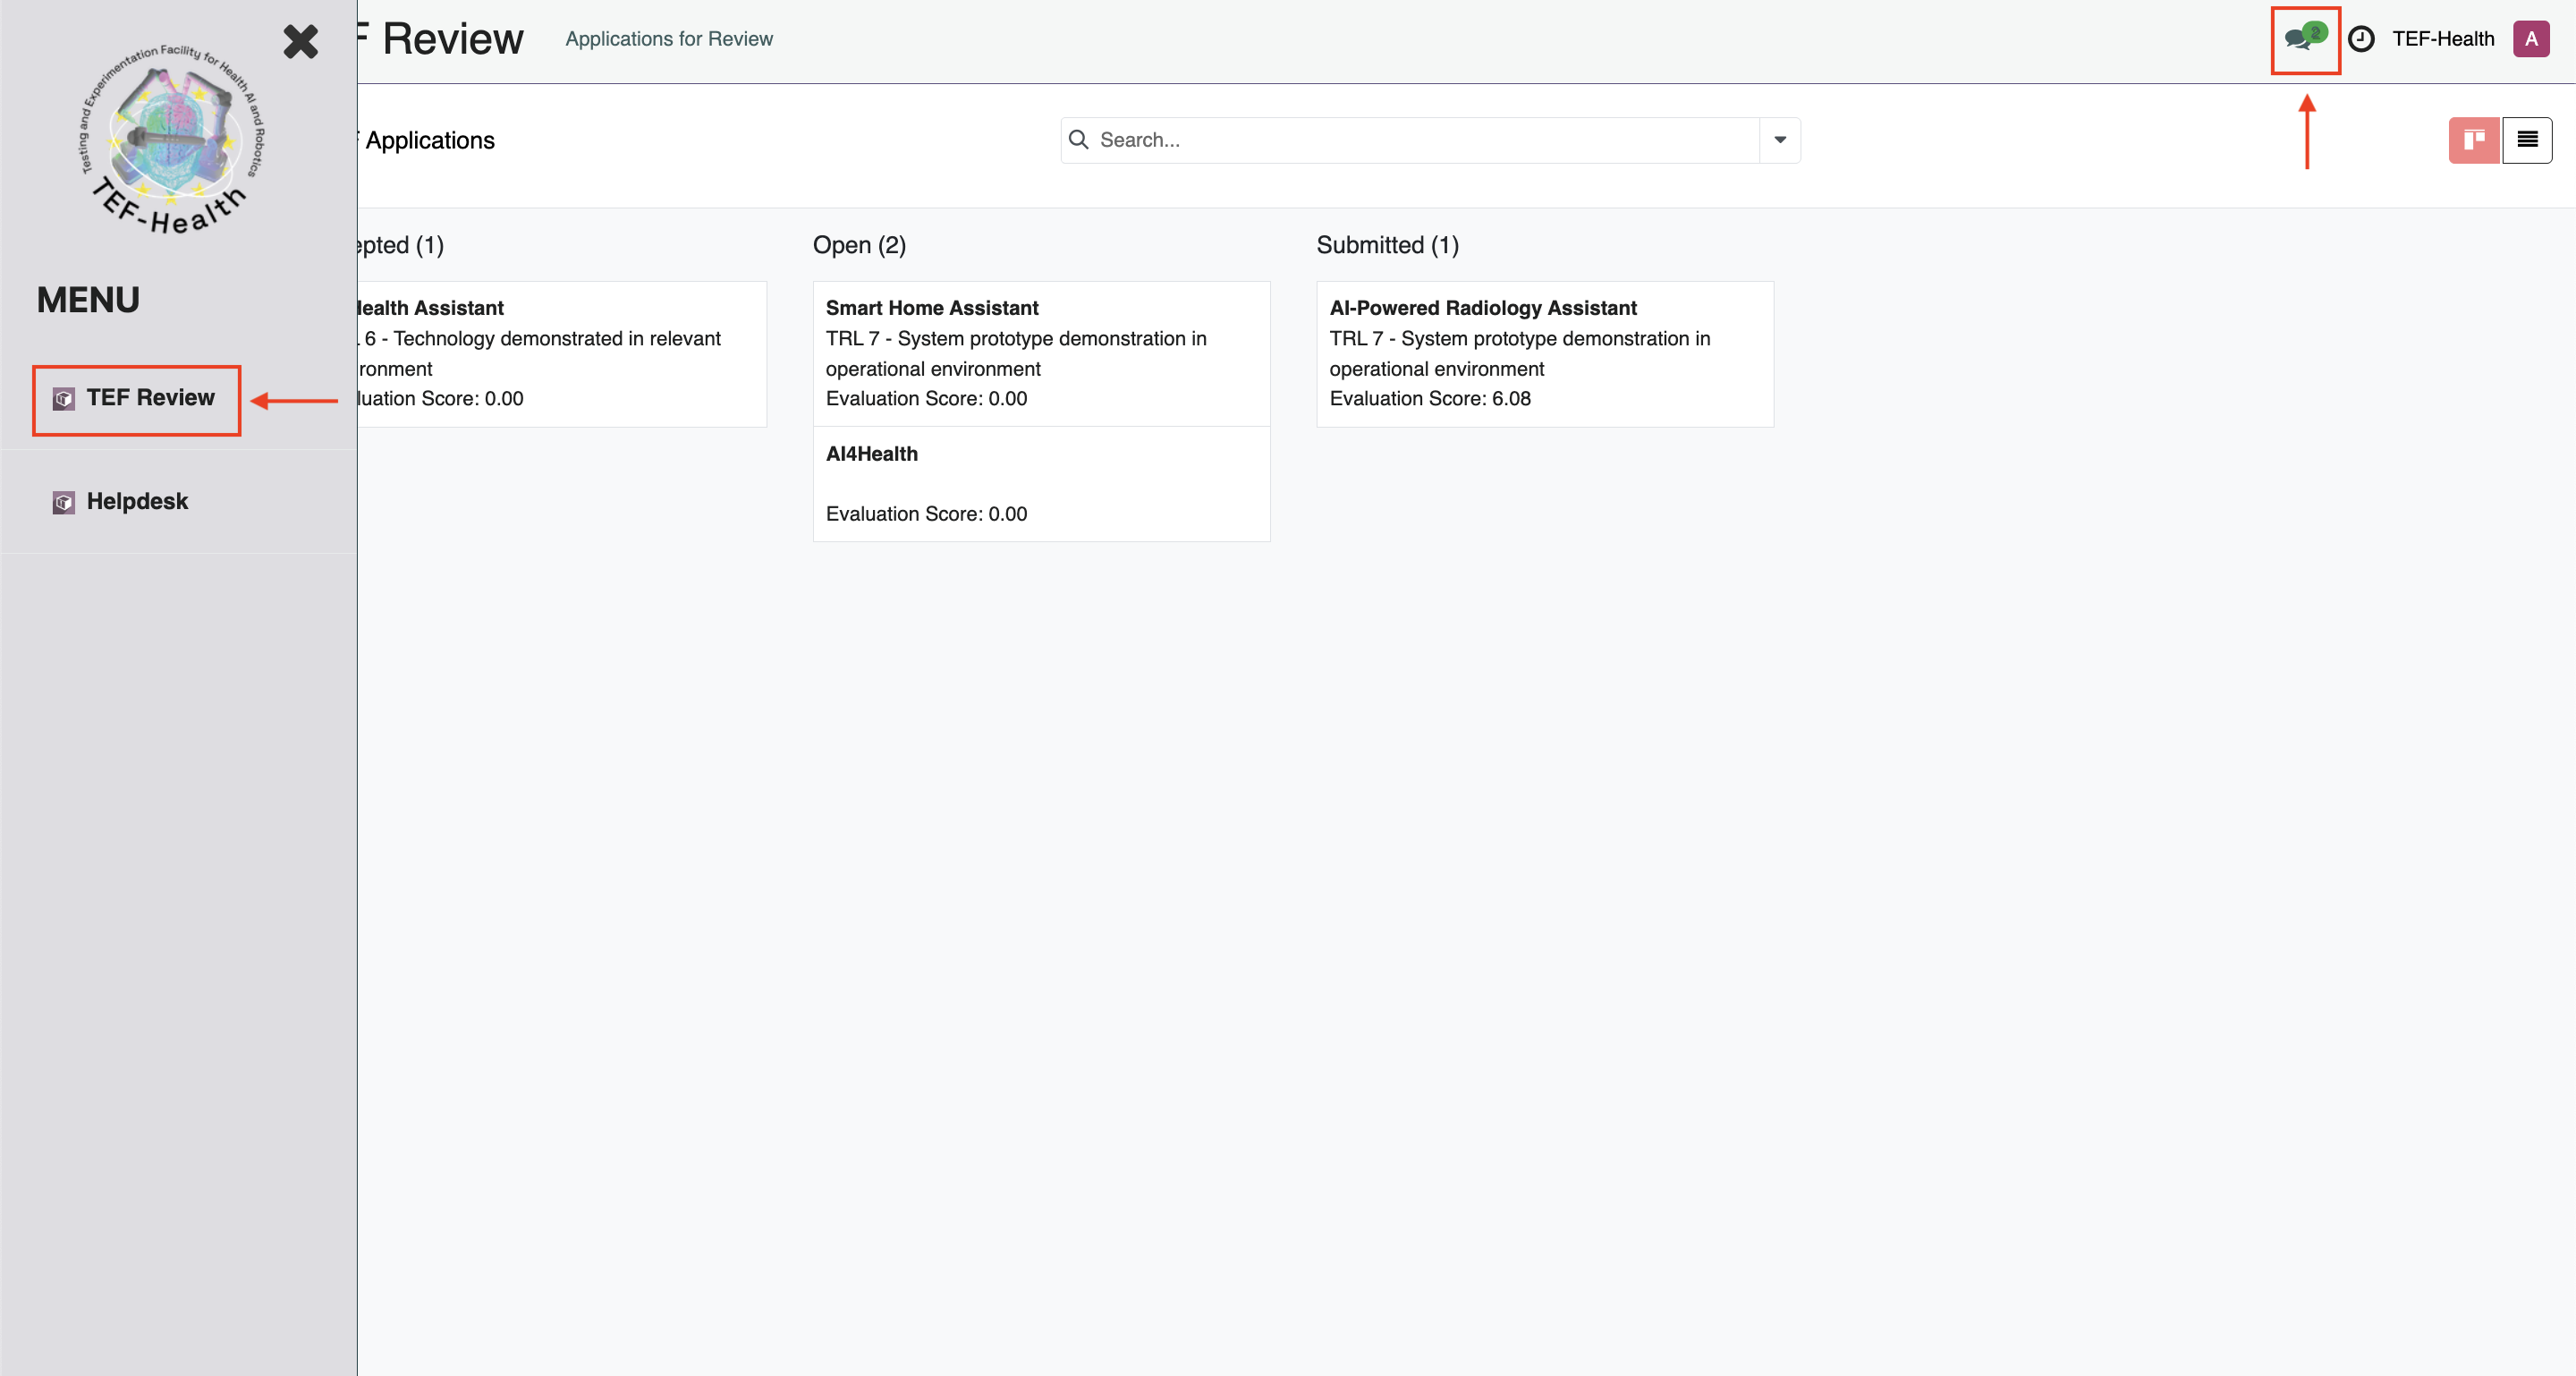 Testing and Experimentation Facility for Health AI and Robotics
TEF-Health
MENU
TEF Review
Helpdesk
F Review
Applications for Review
2
TEF-Health
A
Applications
Search...
epted (1)
Health Assistant
6 - Technology demonstrated in relevant
ronment
luation Score: 0.00
Open (2)
Smart Home Assistant
TRL 7 - System prototype demonstration in
operational environment
Evaluation Score: 0.00
AI4Health
Evaluation Score: 0.00
Submitted (1)
AI-Powered Radiology Assistant
TRL 7 - System prototype demonstration in
operational environment
Evaluation Score: 6.08